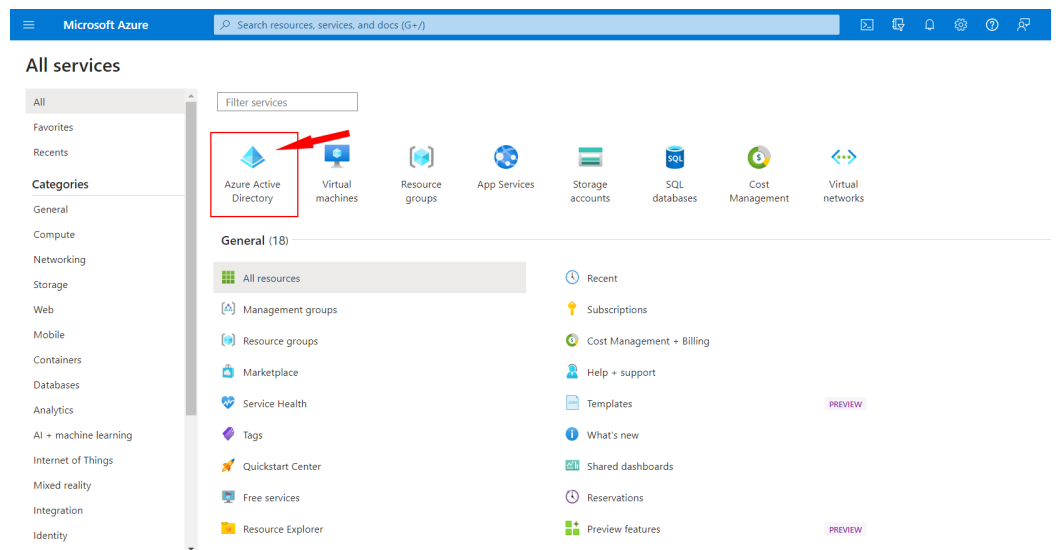 Microsoft Azure
Search resources, services, and docs (G+/)
All services
All
Favorites
Recents
Categories
General
Compute
Networking
Storage
Web
Mobile
Containers
Databases
Analytics
AI + machine learning
Internet of Things
Mixed reality
Integration
Identity
Filter services
Azure Active
Directory
Virtual
machines
Resource
groups
App Services
Storage
accounts
SQL
SQL
databases
Cost
Management
Virtual
networks
General (18)
All resources
Recent
Management groups
Subscriptions
Resource groups
Cost Management + Billing
Marketplace
Help + support
Service Health
Templates
PREVIEW
Tags
What's new
Quickstart Center
Shared dashboards
Free services
Reservations
Resource Explorer
Preview features
PREVIEW